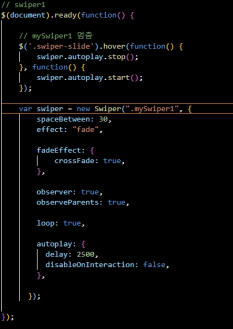 // swiper1
$(document).ready(function() {
// mySwiper1 멈춤
$('.swiper-slide').hover(function() {
swiper.autoplay.stop();
}, function() {
swiper.autoplay.start();
});
var swiper = new Swiper(".mySwiper1", {
spaceBetween: 30,
effect: "fade",
fadeEffect: {
crossFade: true,
},
observer: true,
observeParents: true,
loop: true,
autoplay: {
delay: 2500,
disableOnInteraction: false,
},
});
});